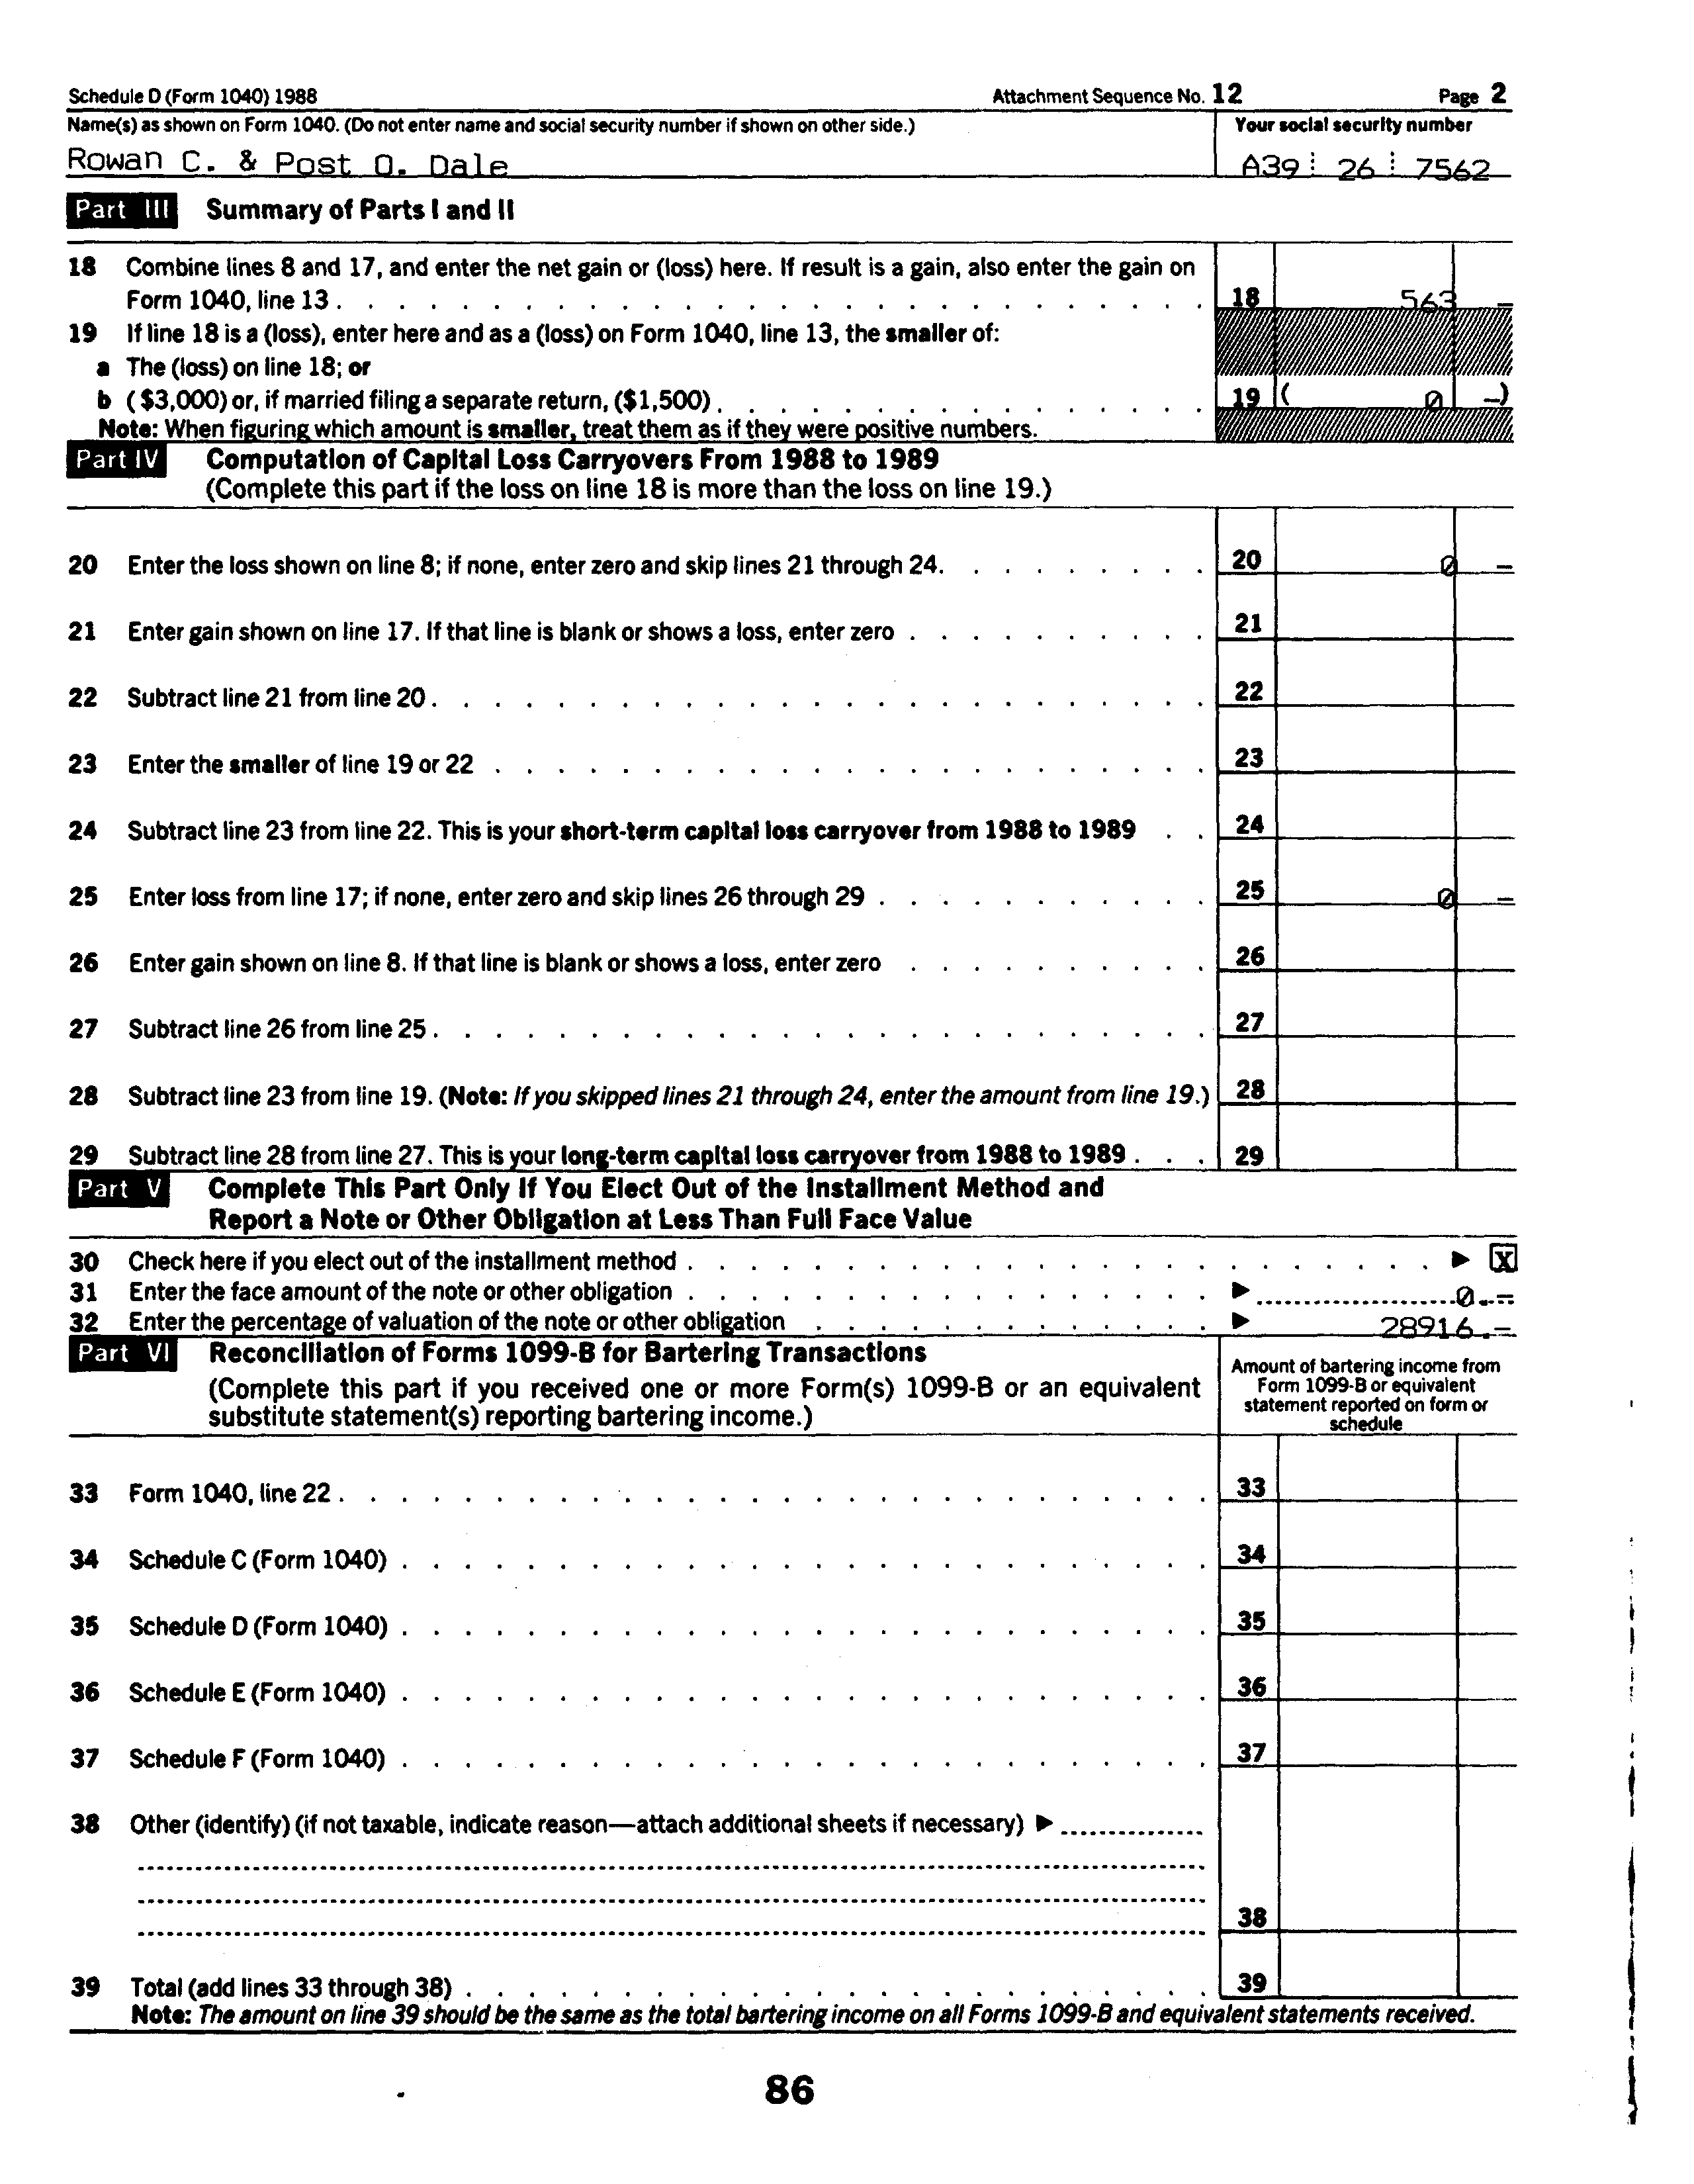 Schedule D (Form 1040) 1988 Attachment Sequence No. 12 Page 2
Name(s) as shown on Form 1040. (Do not enter name and social security number if shown on other side.) Your social security number
Rowan C. & Post O. Dale A39 26 7562
Part III Summary of Parts I and II
18 Combine lines 8 and 17, and enter the net gain or (loss) here. If result is a gain, also enter the gain on
Form 1040, line 13 . . . . . . . . . . . . . . . . . . . . . . . . . . . . 18 563 –
19 If line 18 is a (loss), enter here and as a (loss) on Form 1040, line 13, the smaller of:
a The (loss) on line 18; or
b ($3,000) or, if married filing a separate return, ($1,500) . . . . . . . . . . . . . . . . 19 ( 0 –)
Note: When figuring which amount is smaller, treat them as if they were positive numbers.
Part IV Computation of Capital Loss Carryovers From 1988 to 1989
(Complete this part if the loss on line 18 is more than the loss on line 19.)
20 Enter the loss shown on line 8; if none, enter zero and skip lines 21 through 24. . . . . . . . . . 20 0 –
21 Enter gain shown on line 17. If that line is blank or shows a loss, enter zero . . . . . . . . . . 21
22 Subtract line 21 from line 20 . . . . . . . . . . . . . . . . . . . . . . . . . 22
23 Enter the smaller of line 19 or 22 . . . . . . . . . . . . . . . . . . . . . . . 23
24 Subtract line 23 from line 22. This is your short-term capital loss carryover from 1988 to 1989 . . 24
25 Enter loss from line 17; if none, enter zero and skip lines 26 through 29 . . . . . . . . . . . 25 0 –
26 Enter gain shown on line 8. If that line is blank or shows a loss, enter zero . . . . . . . . . . 26
27 Subtract line 26 from line 25 . . . . . . . . . . . . . . . . . . . . . . . . . 27
28 Subtract line 23 from line 19. (Note: If you skipped lines 21 through 24, enter the amount from line 19.) 28
29 Subtract line 28 from line 27. This is your long-term capital loss carryover from 1988 to 1989 . . . 29
Part V Complete This Part Only If You Elect Out of the Installment Method and
Report a Note or Other Obligation at Less Than Full Face Value
30 Check here if you elect out of the installment method . . . . . . . . . . . . . . . . . . . . . . . . ► X
31 Enter the face amount of the note or other obligation . . . . . . . . . . . . . . . . . ► 0.–
32 Enter the percentage of valuation of the note or other obligation . . . . . . . . . . . . . ► 28916.–
Part VI Reconciliation of Forms 1099-B for Bartering Transactions
(Complete this part if you received one or more Form(s) 1099-B or an equivalent
substitute statement(s) reporting bartering income.)
Amount of bartering income from
Form 1099-B or equivalent
statement reported on form or
schedule
33 Form 1040, line 22 . . . . . . . . . . . . . . . . . . . . . . . . . . . . 33
34 Schedule C (Form 1040) . . . . . . . . . . . . . . . . . . . . . . . . . . 34
35 Schedule D (Form 1040) . . . . . . . . . . . . . . . . . . . . . . . . . . 35
36 Schedule E (Form 1040) . . . . . . . . . . . . . . . . . . . . . . . . . . 36
37 Schedule F (Form 1040) . . . . . . . . . . . . . . . . . . . . . . . . . . 37
38 Other (identify) (if not taxable, indicate reason—attach additional sheets if necessary) ►
38
39 Total (add lines 33 through 38) . . . . . . . . . . . . . . . . . . . . . . . . 39
Note: The amount on line 39 should be the same as the total bartering income on all Forms 1099-B and equivalent statements received.
86